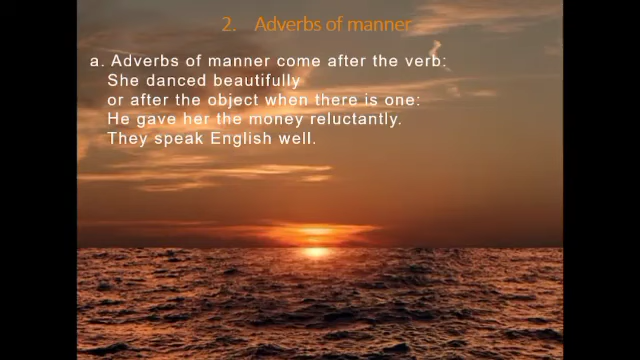 2. Adverbs of manner
a. Adverbs of manner come after the verb:
She danced beautifully
or after the object when there is one:
He gave her the money reluctantly.
They speak English well.